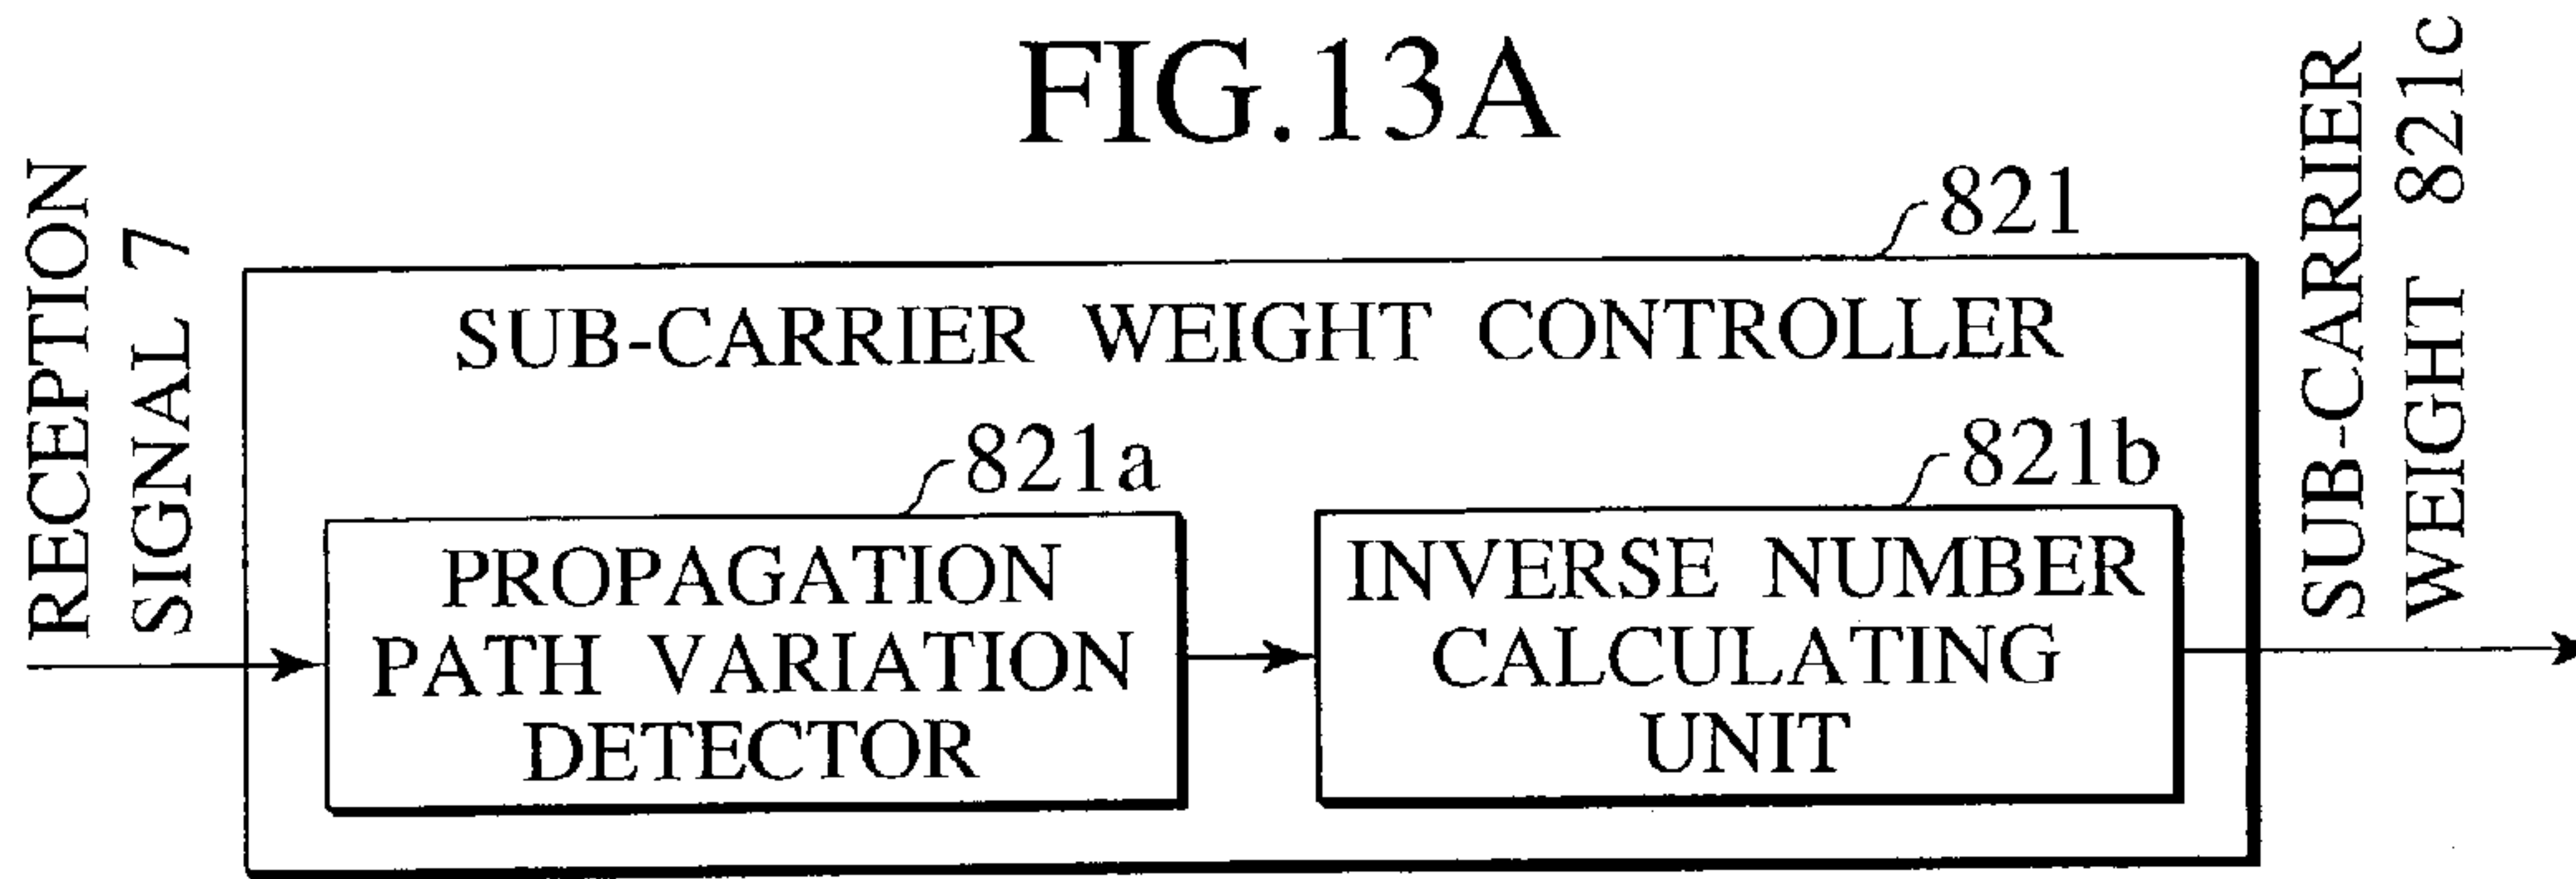 FIG.13A
RECEPTION
SIGNAL 7
821
SUB-CARRIER WEIGHT CONTROLLER
821a
PROPAGATION
PATH VARIATION
DETECTOR
821b
INVERSE NUMBER
CALCULATING
UNIT
SUB-CARRIER
WEIGHT 821c